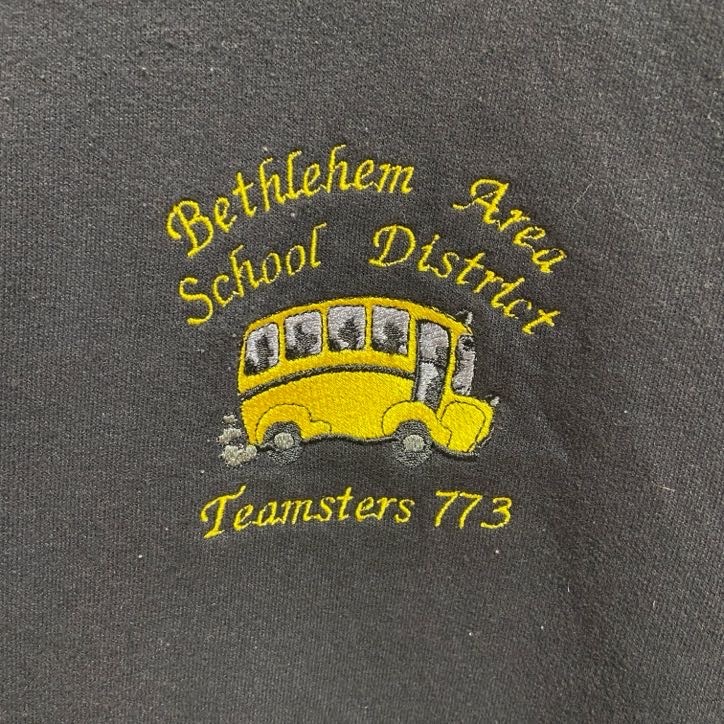 Bethlehem Area
School District
Teamsters 773